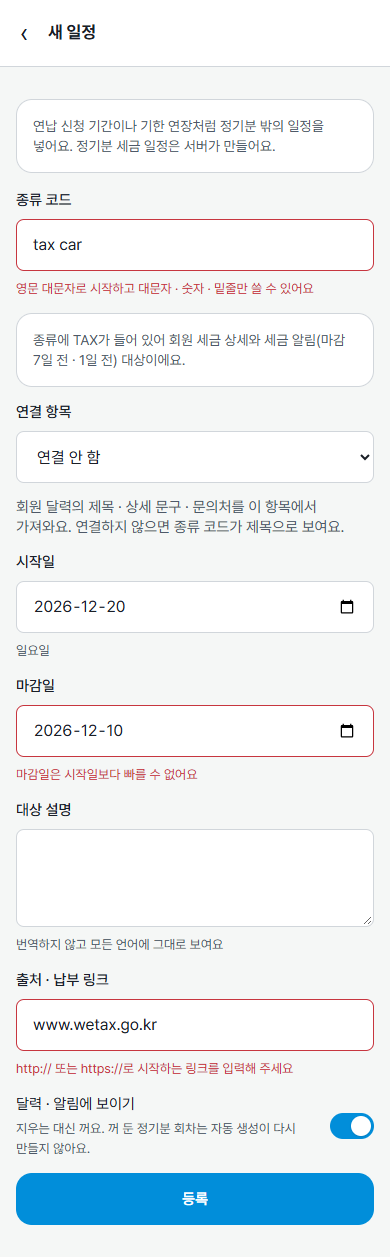 새 일정
연납 신청 기간이나 기한 연장처럼 정기분 밖의 일정을
넣어요. 정기분 세금 일정은 서버가 만들어요.
종류 코드
tax car
영문 대문자로 시작하고 대문자 · 숫자 · 밑줄만 쓸 수 있어요
종류에 TAX가 들어 있어 회원 세금 상세와 세금 알림(마감
7일 전 · 1일 전) 대상이에요.
연결 항목
연결 안 함
회원 달력의 제목 · 상세 문구 · 문의처를 이 항목에서
가져와요. 연결하지 않으면 종류 코드가 제목으로 보여요.
시작일
2026-12-20
일요일
마감일
2026-12-10
마감일은 시작일보다 빠를 수 없어요
대상 설명
번역하지 않고 모든 언어에 그대로 보여요
출처 · 납부 링크
www.wetax.go.kr
http:// 또는 https://로 시작하는 링크를 입력해 주세요
달력 · 알림에 보이기
지우는 대신 꺼요. 꺼 둔 정기분 회차는 자동 생성이 다시
만들지 않아요.
등록